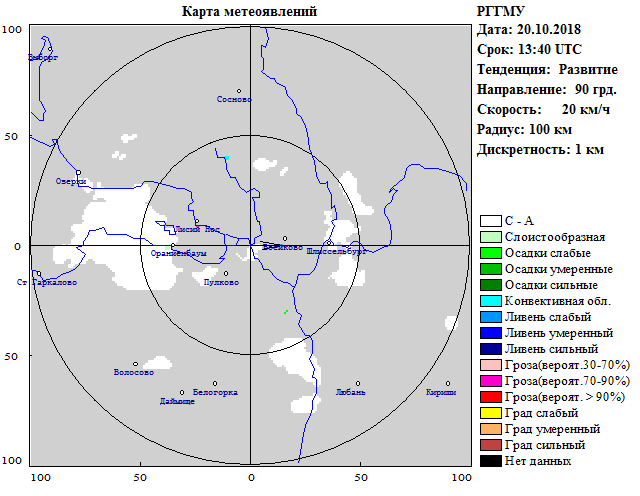 Карта метеоявлений
РГГМУ
Дата: 20.10.2018
Срок: 13:40 UTC
Тенденция: Развитие
Направление: 90 грд.
Скорость: 20 км/ч
Радиус: 100 км
Дискретность: 1 км
100
50
0
50
100
100
50
0
50
100
Выборг
Сосново
Озерки
Лисий Нос
Ораниенбаум
Воейково
Шлиссельбург
Ст Гаркалово
Пулково
Волосово
Даймище
Белогорка
Любань
Кириши
С - А
Слоистообразная
Осадки слабые
Осадки умеренные
Осадки сильные
Конвективная обл.
Ливень слабый
Ливень умеренный
Ливень сильный
Гроза(вероят.30-70%)
Гроза(вероят.70-90%)
Гроза(вероят. > 90%)
Град слабый
Град умеренный
Град сильный
Нет данных